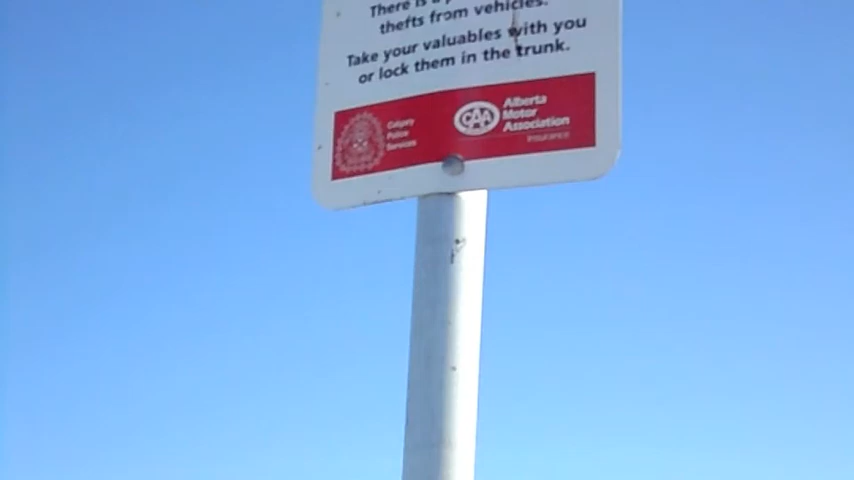 There is a
thefts from vehicles.
Take your valuables with you
or lock them in the trunk.
Calgary
Police
Services
CAA
Alberta
Motor
Association
Insurance